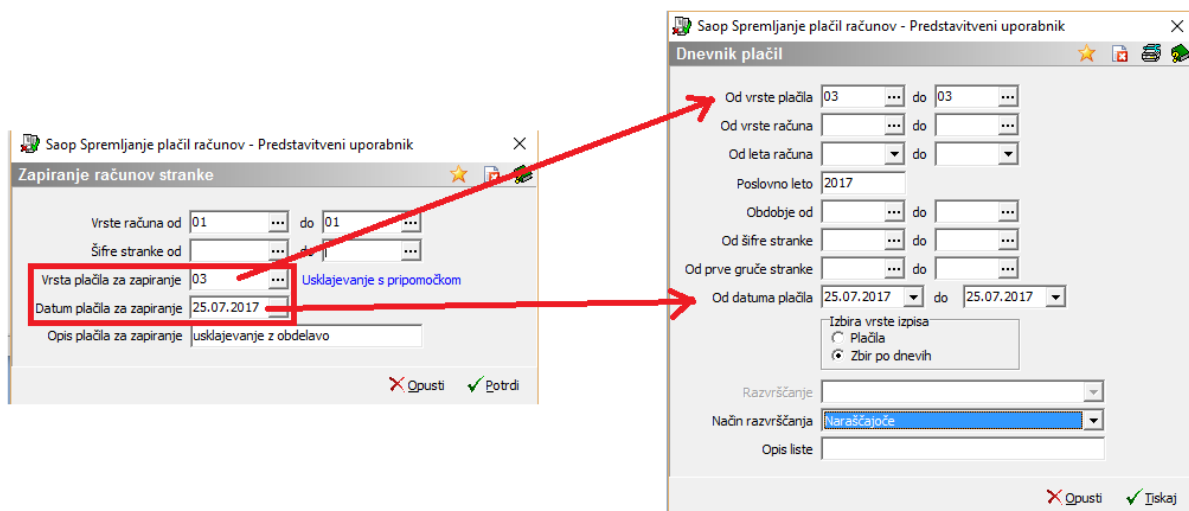 Saop Spremljanje plačil računov - Predstavitveni uporabnik
Zapiranje računov stranke
Vrste računa od 01 ... do 01 ...
Šifre stranke od ... do ...
Vrsta plačila za zapiranje 03 ... Usklajevanje s pripomočkom
Datum plačila za zapiranje 25.07.2017
Opis plačila za zapiranje usklajevanje z obdelavo
Opusti Potrdi
Saop Spremljanje plačil računov - Predstavitveni uporabnik
Dnevnik plačil
Od vrste plačila 03 ... do 03 ...
Od vrste računa ... do ...
Od leta računa do
Poslovno leto 2017
Obdobje od ... do ...
Od šifre stranke ... do ...
Od prve gruče stranke ... do ...
Od datuma plačila 25.07.2017 do 25.07.2017
Izbira vrste izpisa
Plačila
Zbir po dnevih
Razvrščanje
Način razvrščanja Naraščajoče
Opis liste
Opusti Tiskaj